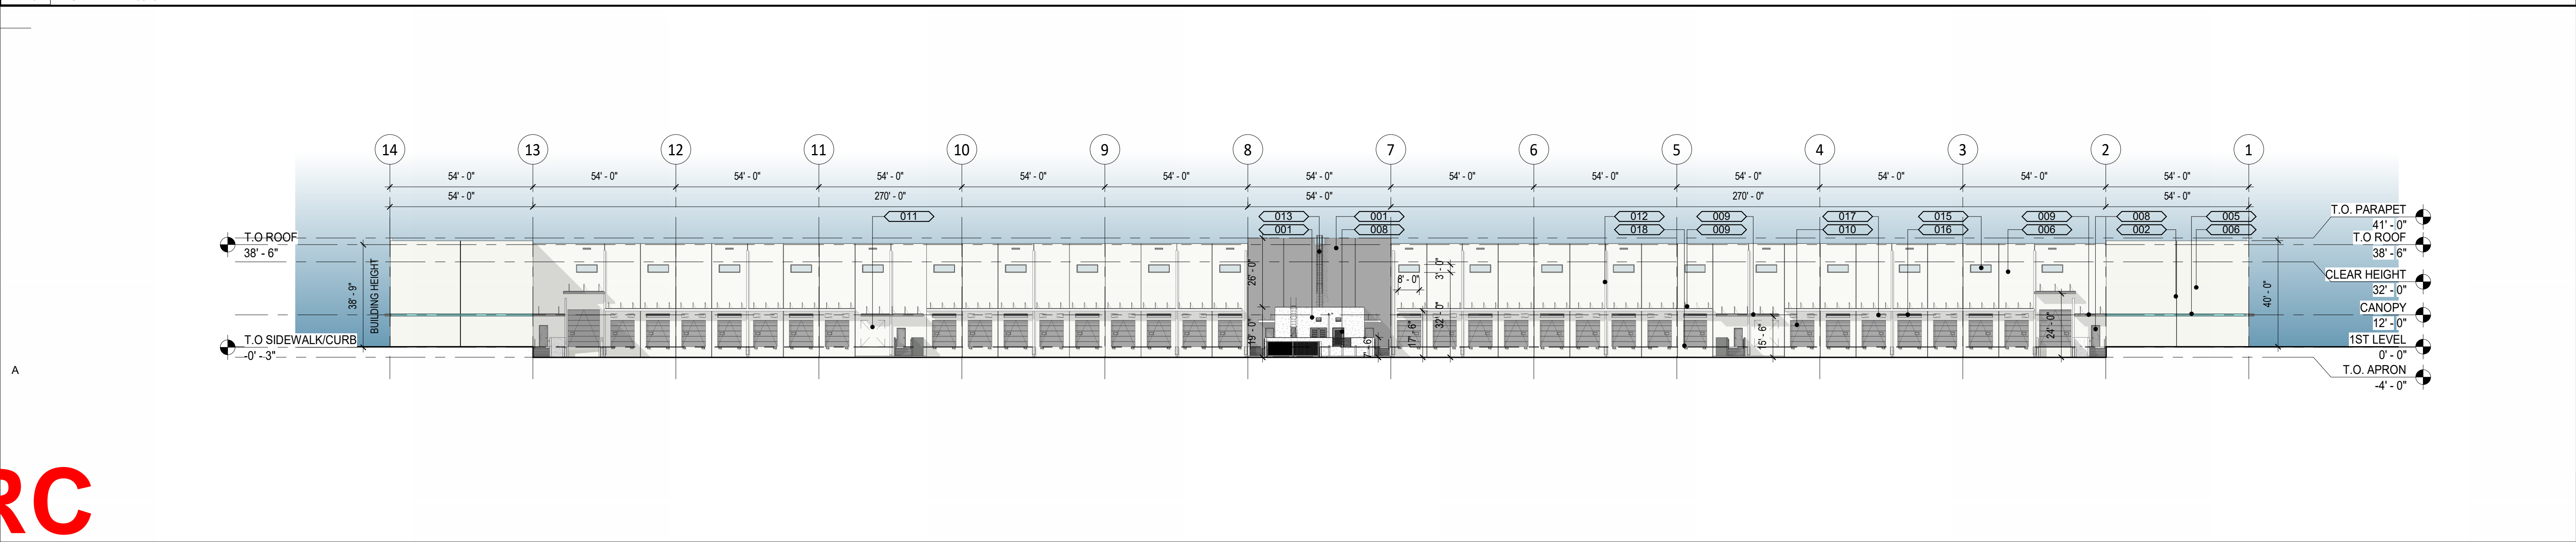 14 13 12 11 10 9 8 7 6 5 4 3 2 1
54' - 0" 54' - 0" 54' - 0" 54' - 0" 54' - 0" 54' - 0" 54' - 0" 54' - 0" 54' - 0" 54' - 0" 54' - 0" 54' - 0" 54' - 0"
54' - 0" 270' - 0" 54' - 0" 270' - 0" 54' - 0"
011 013 001 012 009 017 015 009 008 005
001 008 018 009 010 016 006 002 006
T.O. PARAPET
41' - 0"
T.O ROOF
38' - 6"
T.O ROOF
38' - 6"
CLEAR HEIGHT
32' - 0"
CANOPY
12' - 0"
1ST LEVEL
0' - 0"
T.O. APRON
-4' - 0"
T.O SIDEWALK/CURB
-0' - 3"
38' - 9"
BUILDING HEIGHT
26' - 0"
19' - 0"
8' - 0"
3' - 0"
32' - 0"
17' - 6"
15' - 6"
24' - 0"
40' - 0"
A
RC